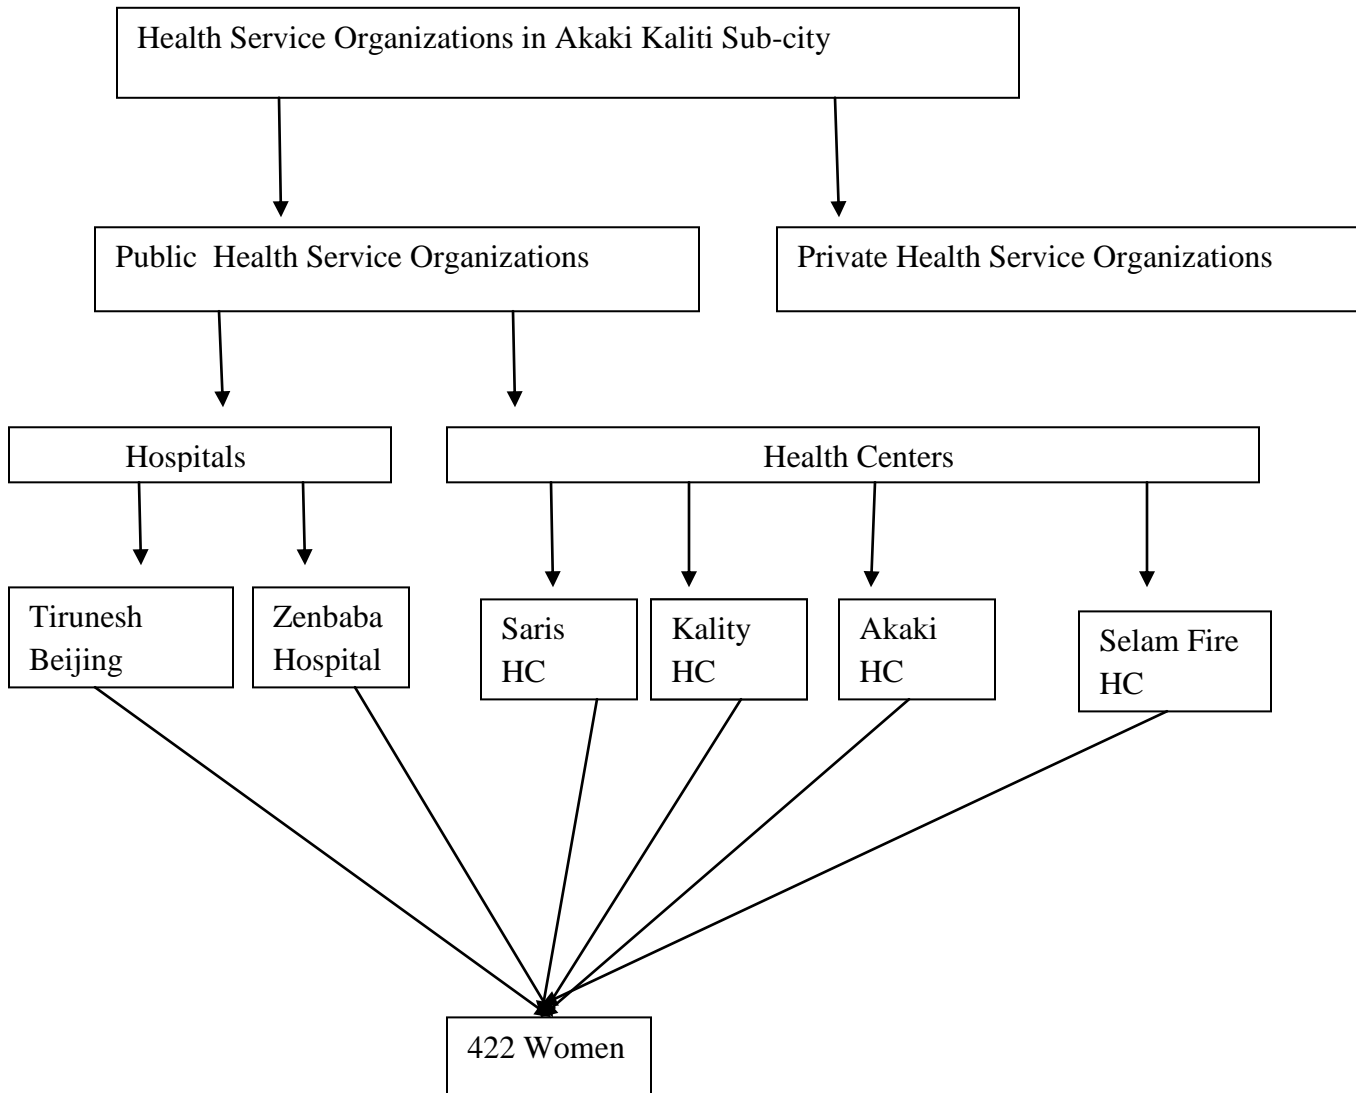 Health Service Organizations in Akaki Kaliti Sub-city
Public  Health Service Organizations
Private Health Service Organizations
Hospitals
Health Centers
Tirunesh
Beijing
Zenbaba
Hospital
Saris
HC
Kality
HC
Akaki
HC
Selam Fire
HC
422 Women